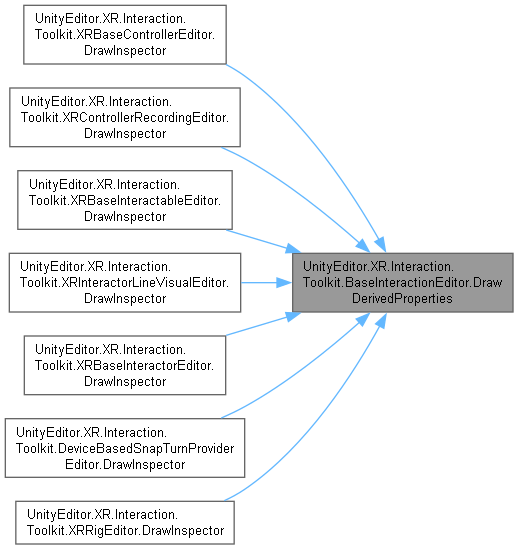 UnityEditor.XR.Interaction.
Toolkit.XRBaseControllerEditor.
DrawInspector
UnityEditor.XR.Interaction.
Toolkit.XRControllerRecordingEditor.
DrawInspector
UnityEditor.XR.Interaction.
Toolkit.XRBaseInteractableEditor.
DrawInspector
UnityEditor.XR.Interaction.
Toolkit.XRInteractorLineVisualEditor.
DrawInspector
UnityEditor.XR.Interaction.
Toolkit.XRBaseInteractorEditor.
DrawInspector
UnityEditor.XR.Interaction.
Toolkit.DeviceBasedSnapTurnProvider
Editor.DrawInspector
UnityEditor.XR.Interaction.
Toolkit.XRRigEditor.DrawInspector
UnityEditor.XR.Interaction.
Toolkit.BaseInteractionEditor.Draw
DerivedProperties